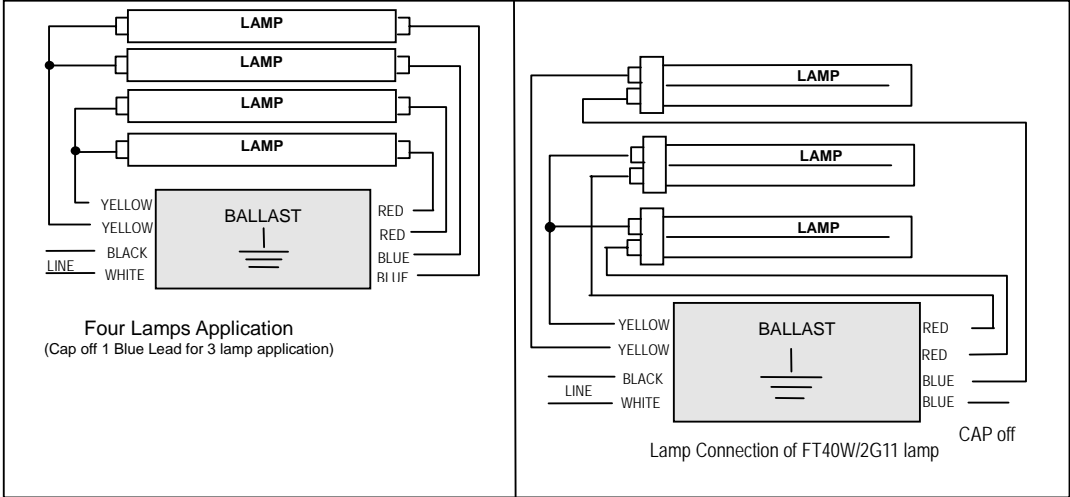 LAMP
LAMP
LAMP
LAMP
YELLOW
YELLOW
BLACK
LINE
WHITE
BALLAST
RED
RED
BLUE
BLUE
Four Lamps Application
(Cap off 1 Blue Lead for 3 lamp application)
LAMP
LAMP
LAMP
YELLOW
YELLOW
BLACK
LINE
WHITE
BALLAST
RED
RED
BLUE
BLUE
CAP off
Lamp Connection of FT40W/2G11 lamp